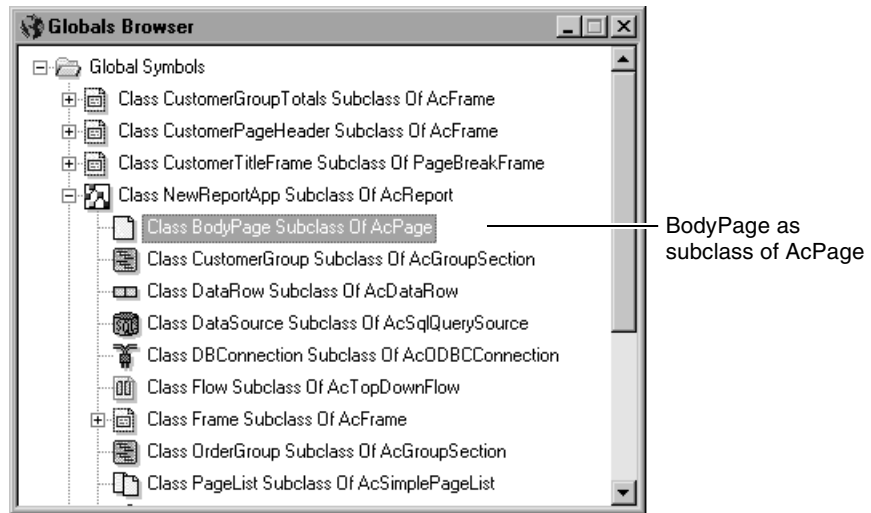 Globals Browser
Global Symbols
Class CustomerGroupTotals Subclass Of AcFrame
Class CustomerPageHeader Subclass Of AcFrame
Class CustomerTitleFrame Subclass Of PageBreakFrame
Class NewReportApp Subclass Of AcReport
Class BodyPage Subclass Of AcPage
BodyPage as
subclass of AcPage
Class CustomerGroup Subclass Of AcGroupSection
Class DataRow Subclass Of AcDataRow
SQL
Class DataSource Subclass Of AcSqlQuerySource
Class DBConnection Subclass Of AcODBCConnection
Class Flow Subclass Of AcTopDownFlow
Class Frame Subclass Of AcFrame
Class OrderGroup Subclass Of AcGroupSection
Class PageList Subclass Of AcSimplePageList